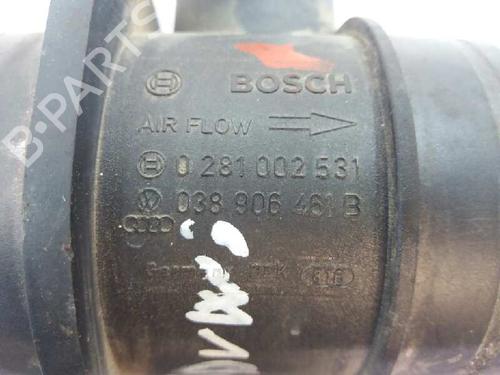 BOSCH
AIR FLOW
0 281 002 531
038 906 461 B
Germany
B-PARTS